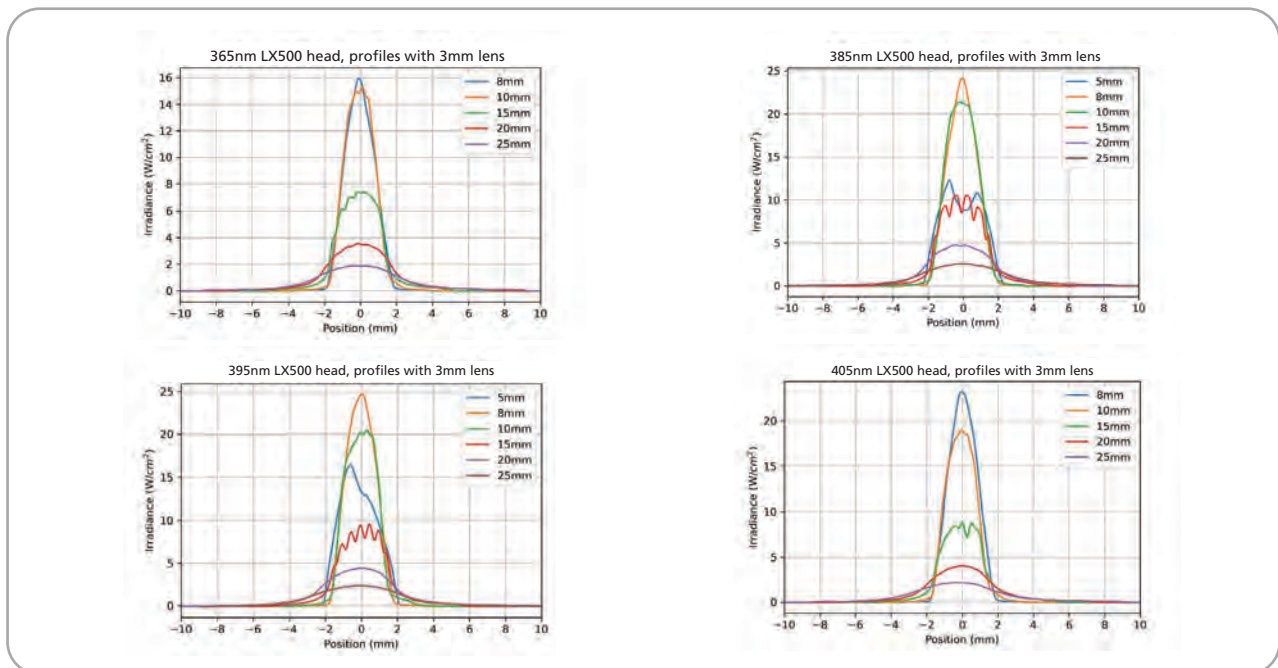 365nm LX500 head, profiles with 3mm lens
Irradiance (W/cm²)
16
14
12
10
8
6
4
2
0
8mm
10mm
15mm
20mm
25mm
−10 −8 −6 −4 −2 0 2 4 6 8 10
Position (mm)
385nm LX500 head, profiles with 3mm lens
Irradiance (W/cm²)
25
20
15
10
5
0
5mm
8mm
10mm
15mm
20mm
25mm
−10 −8 −6 −4 −2 0 2 4 6 8 10
Position (mm)
395nm LX500 head, profiles with 3mm lens
Irradiance (W/cm²)
25
20
15
10
5
0
5mm
8mm
10mm
15mm
20mm
25mm
−10 −8 −6 −4 −2 0 2 4 6 8 10
Position (mm)
405nm LX500 head, profiles with 3mm lens
Irradiance (W/cm²)
20
15
10
5
0
8mm
10mm
15mm
20mm
25mm
−10 −8 −6 −4 −2 0 2 4 6 8 10
Position (mm)